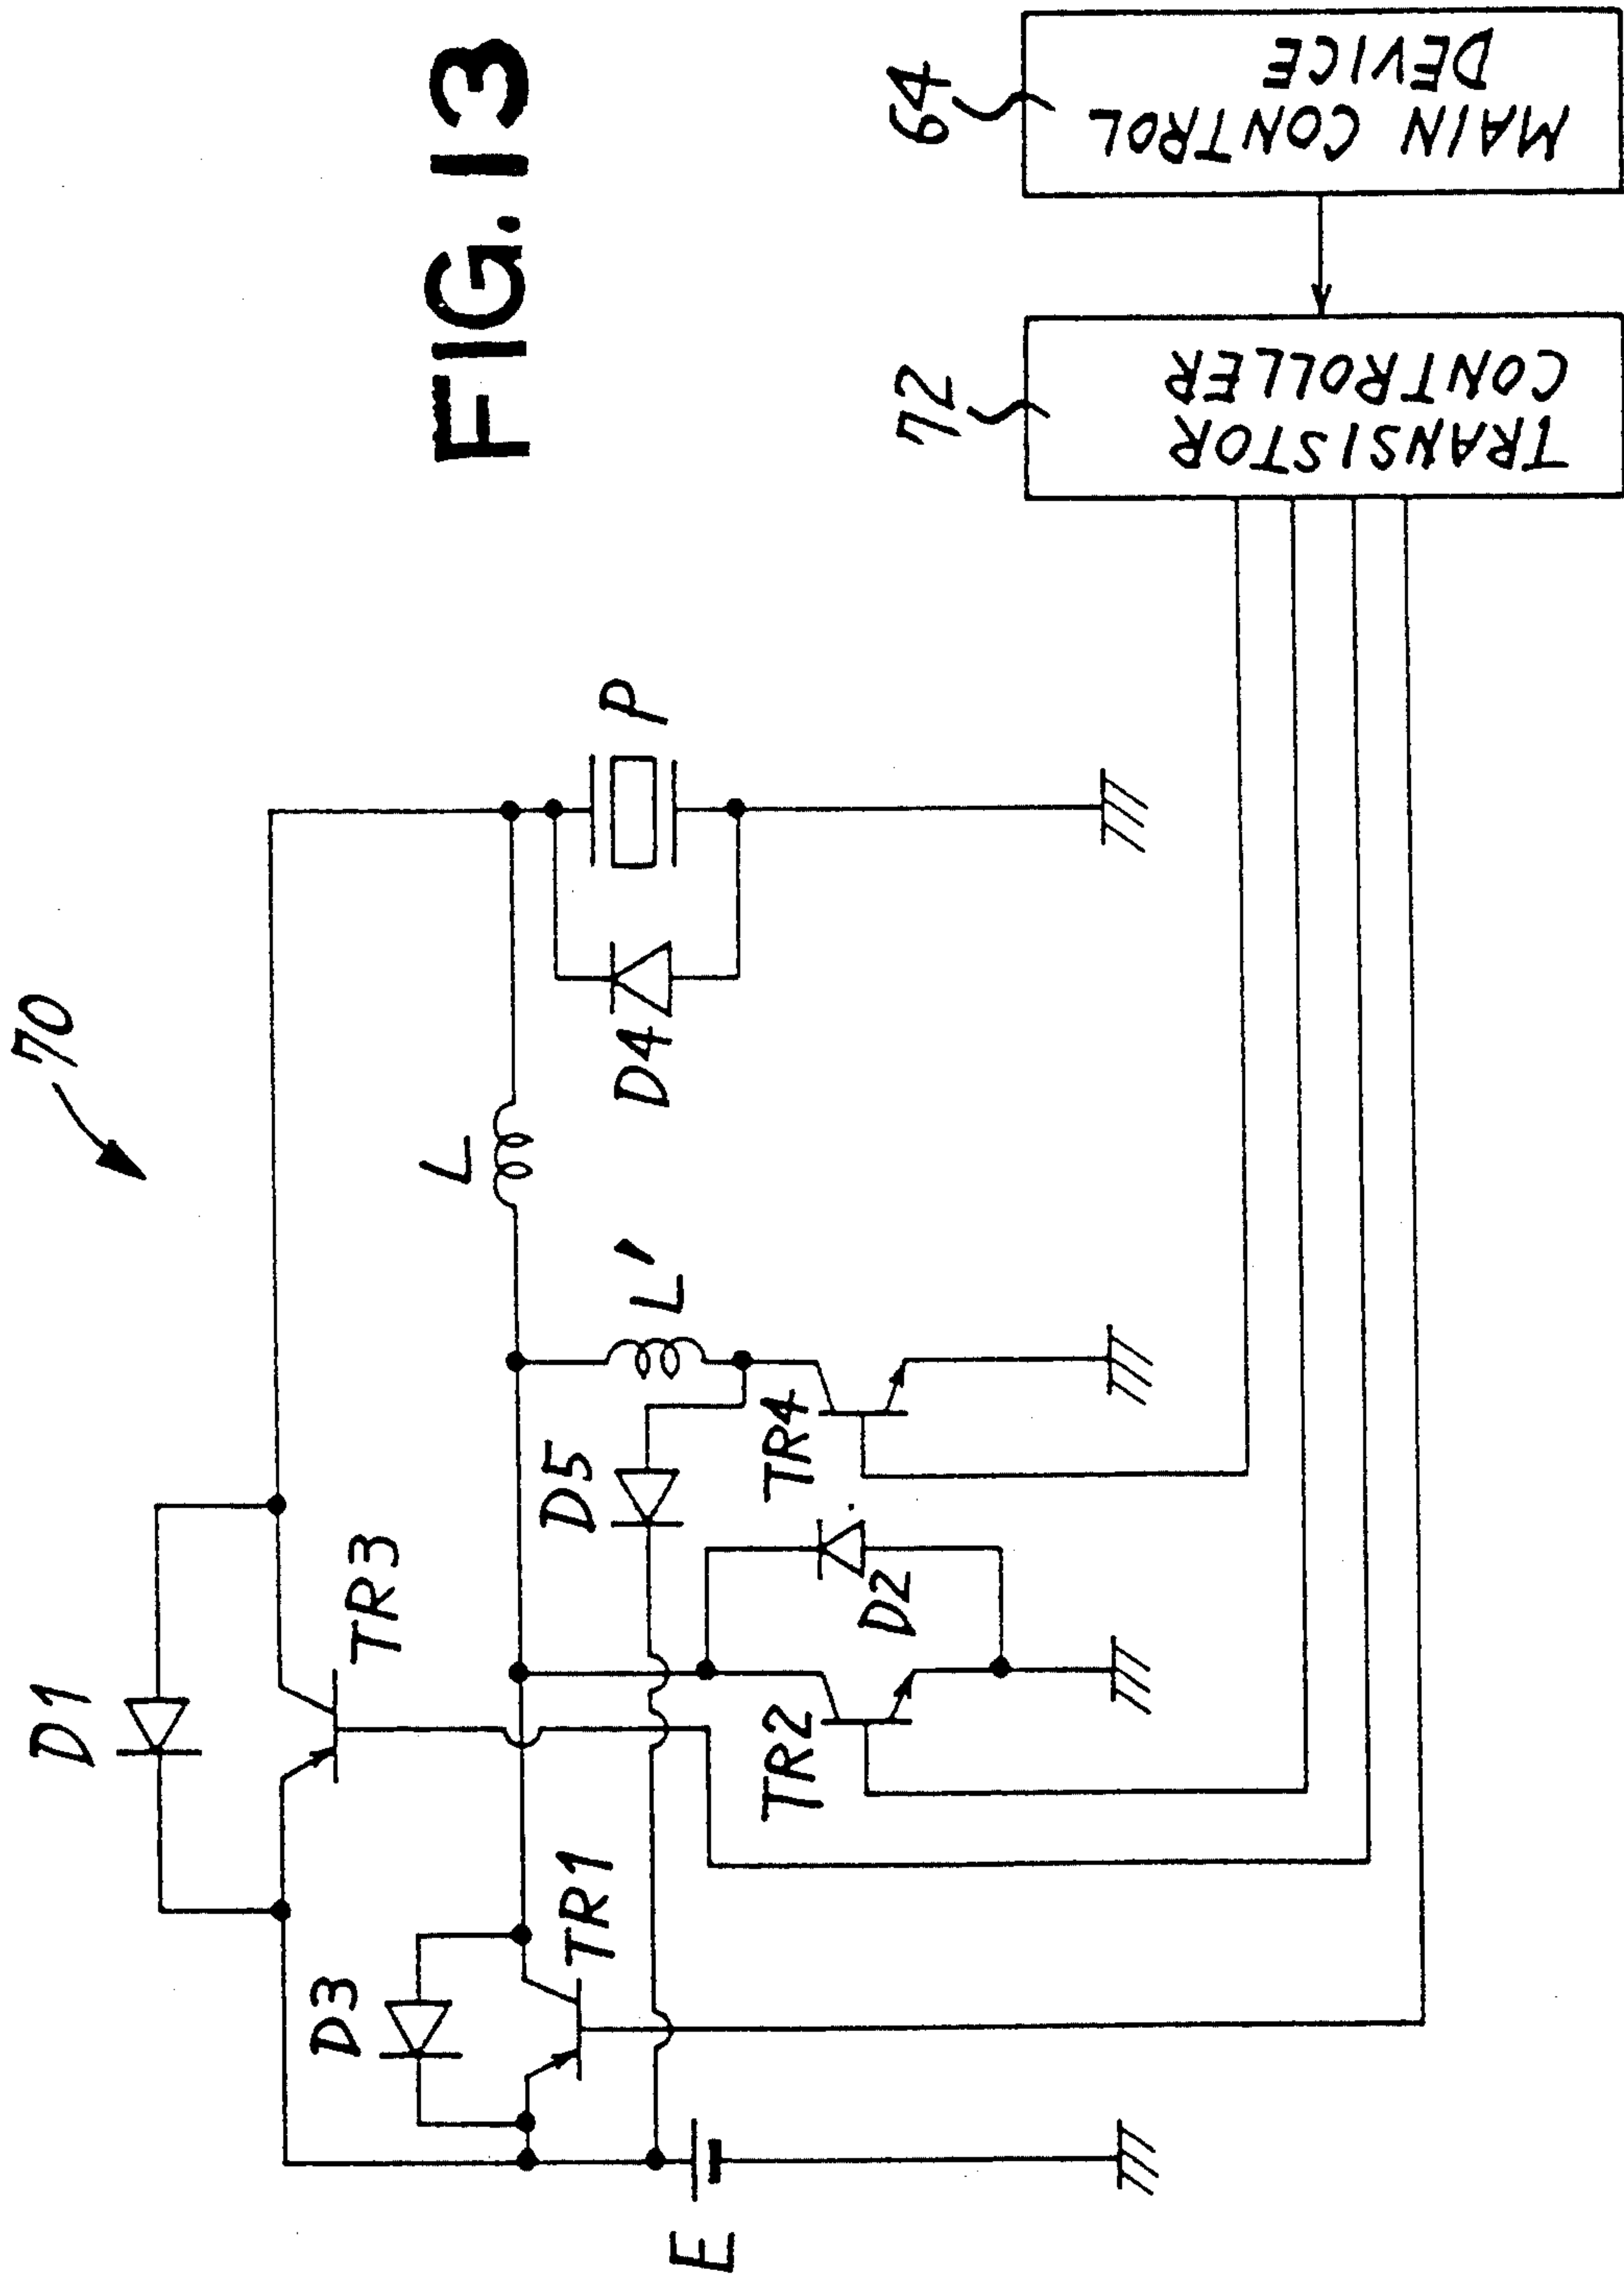 FIG.13
70
D1
TR3
D3
TR1
L
L'
D5
D4
P
TR2
D2
TR4
E
72
TRANSISTOR
CONTROLLER
64
MAIN CONTROL
DEVICE